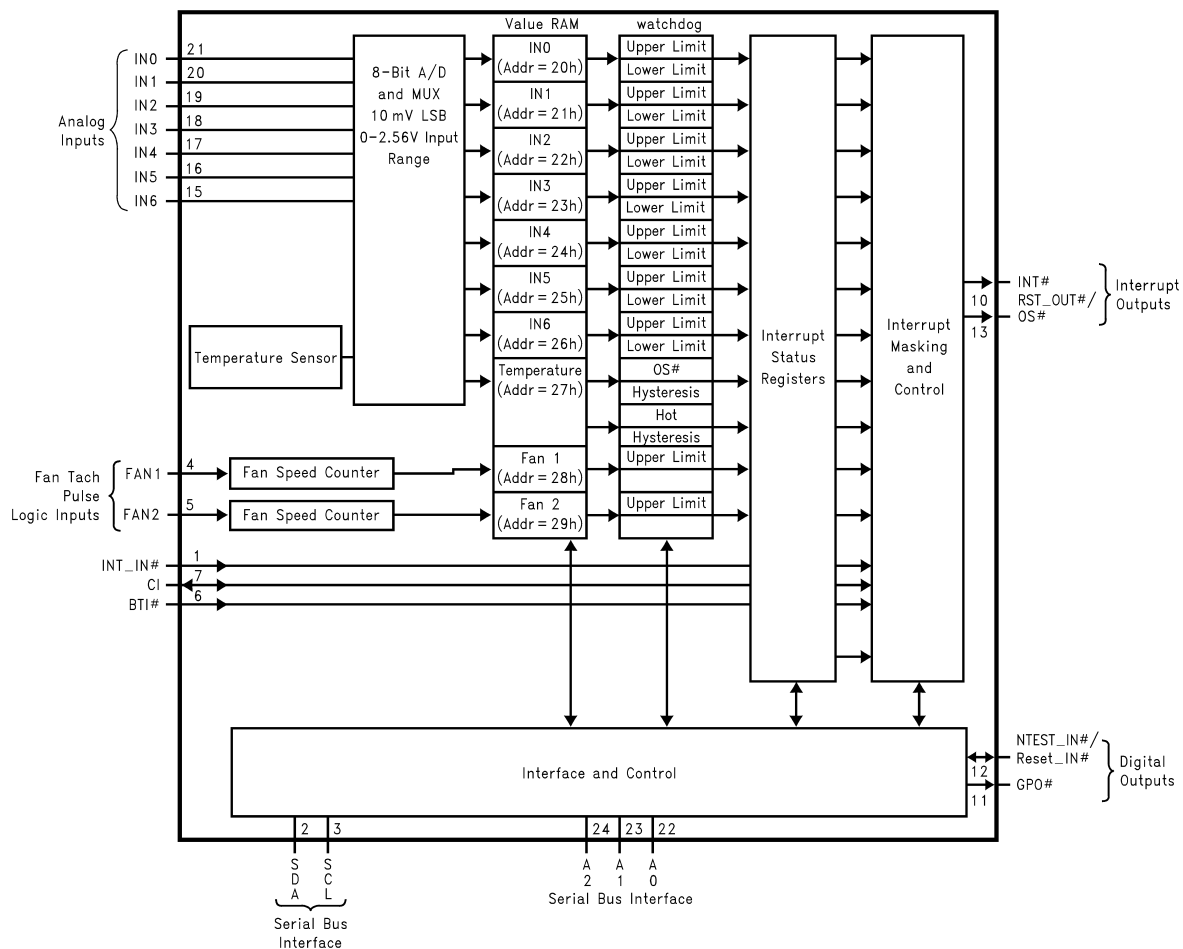 Value RAM
watchdog
Analog
Inputs
IN0
21
IN1
20
IN2
19
IN3
18
IN4
17
IN5
16
IN6
15
8-Bit A/D
and MUX
10 mV LSB
0-2.56V Input
Range
Temperature Sensor
IN0
(Addr = 20h)
IN1
(Addr = 21h)
IN2
(Addr = 22h)
IN3
(Addr = 23h)
IN4
(Addr = 24h)
IN5
(Addr = 25h)
IN6
(Addr = 26h)
Temperature
(Addr = 27h)
Fan 1
(Addr = 28h)
Fan 2
(Addr = 29h)
Upper Limit
Lower Limit
Upper Limit
Lower Limit
Upper Limit
Lower Limit
Upper Limit
Lower Limit
Upper Limit
Lower Limit
Upper Limit
Lower Limit
Upper Limit
Lower Limit
OS#
Hysteresis
Hot
Hysteresis
Upper Limit
Upper Limit
Interrupt
Status
Registers
Interrupt
Masking
and
Control
INT#
10
RST_OUT#/
OS#
13
Interrupt
Outputs
Fan Tach
Pulse
Logic Inputs
FAN1
4
Fan Speed Counter
FAN2
5
Fan Speed Counter
INT_IN#
1
CI
7
BTI#
6
Interface and Control
NTEST_IN#/
Reset_IN#
12
GPO#
11
Digital
Outputs
2
3
24
23
22
SDA
SCL
A2
A1
A0
Serial Bus Interface
Serial Bus
Interface